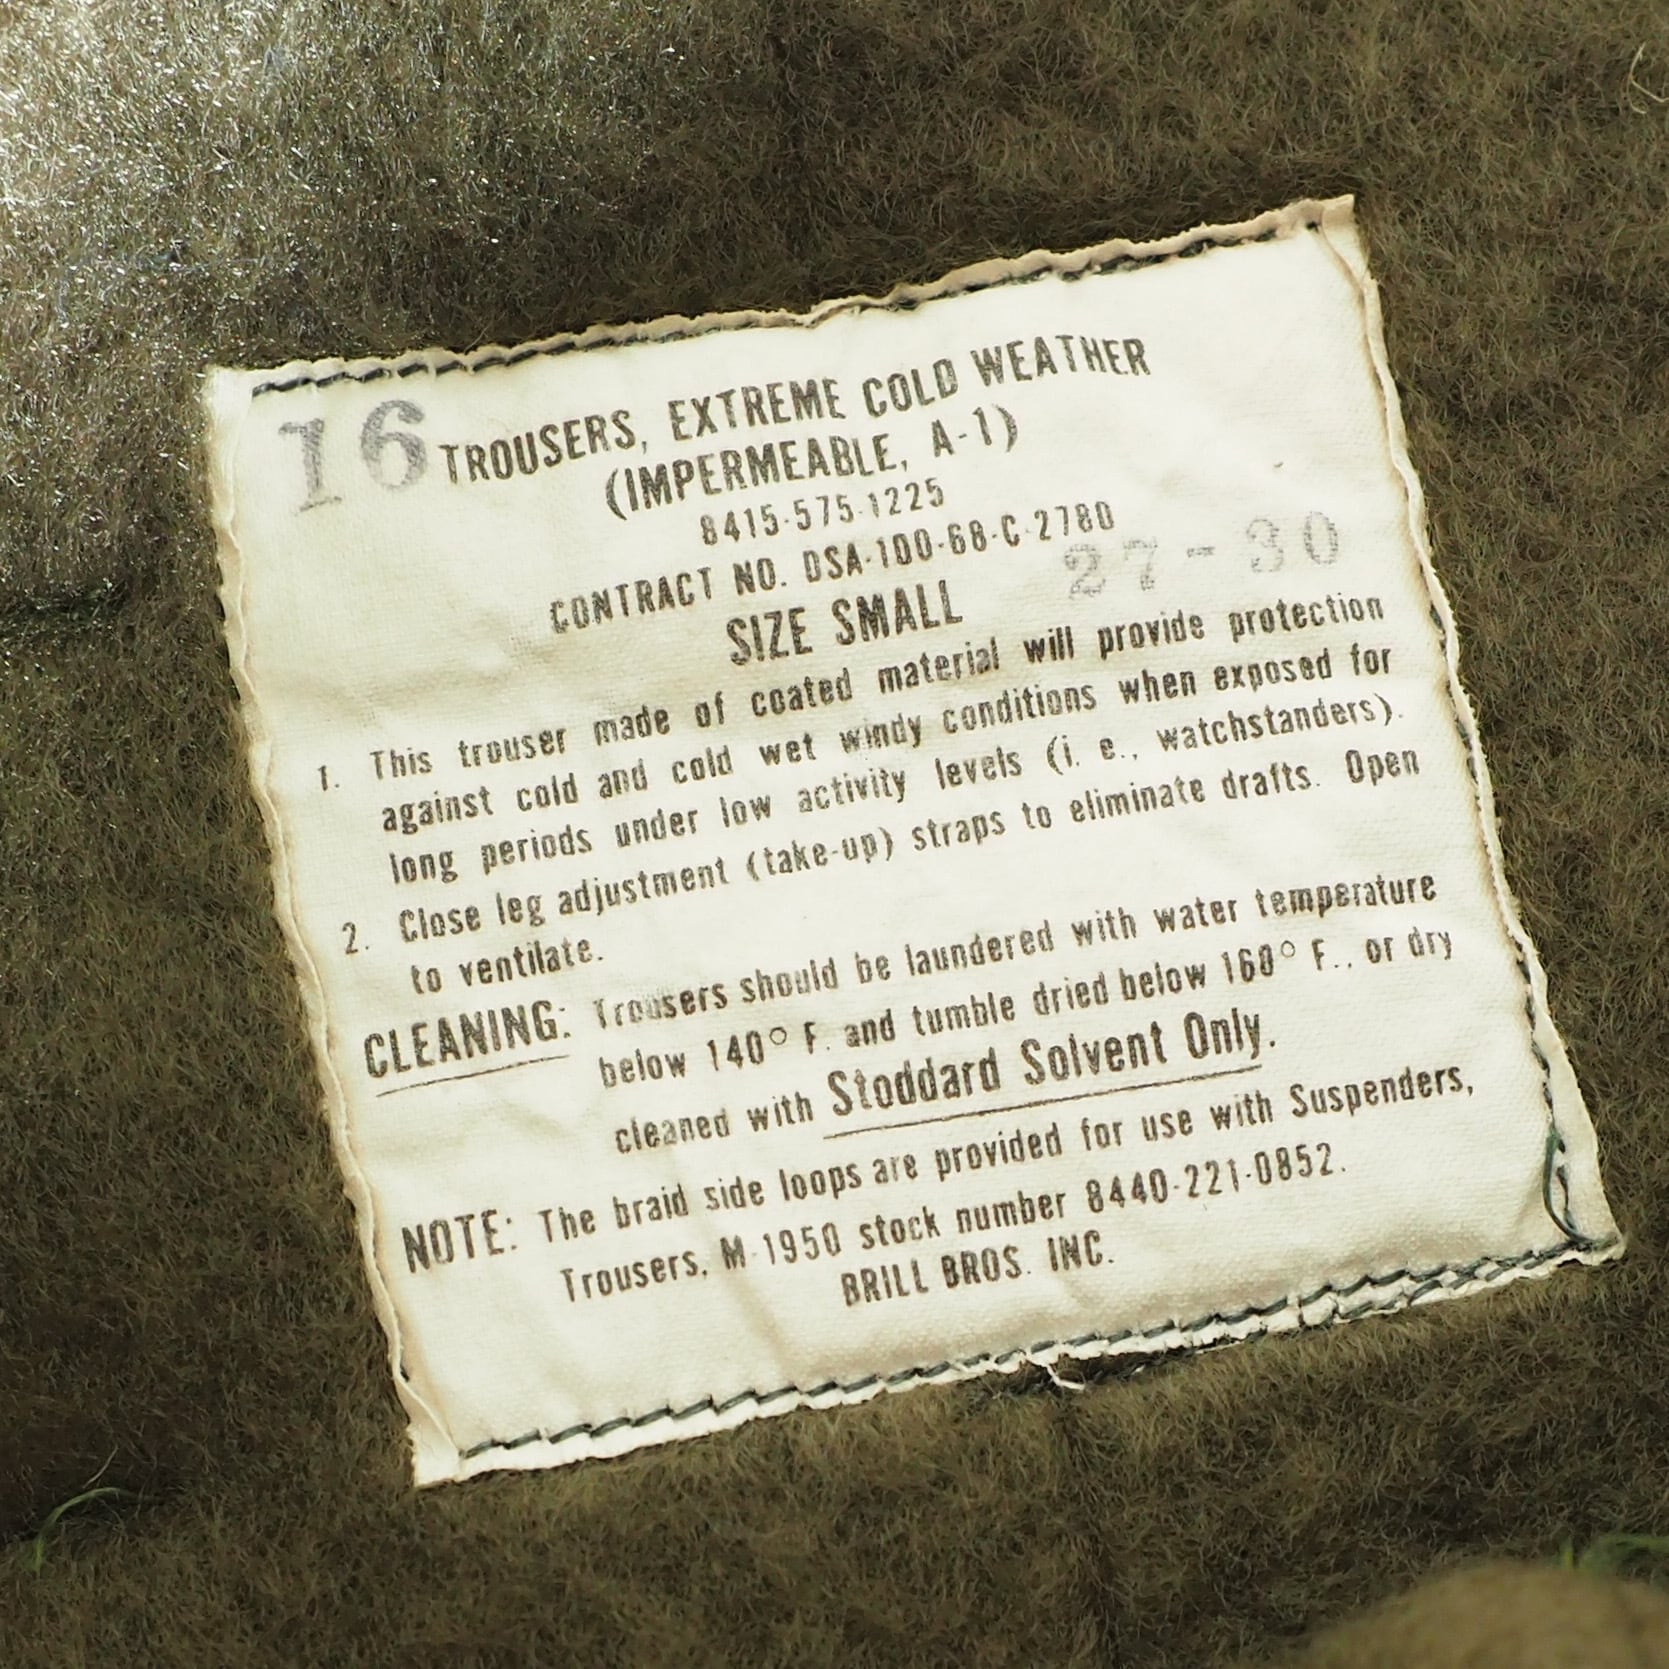 16
TROUSERS, EXTREME COLD WEATHER
(IMPERMEABLE, A-1)
8415-575-1225
CONTRACT NO. DSA-100-68-C-2780
SIZE SMALL
27-30
1. This trouser made of coated material will provide protection
against cold and cold wet windy conditions when exposed for
long periods under low activity levels (i. e., watchstanders).
2. Close leg adjustment (take-up) straps to eliminate drafts. Open
to ventilate.
CLEANING: Trousers should be laundered with water temperature
below 140° F. and tumble dried below 160° F., or dry
cleaned with Stoddard Solvent Only.
NOTE: The braid side loops are provided for use with Suspenders,
Trousers, M-1950 stock number 8440-221-0852.
BRILL BROS. INC.